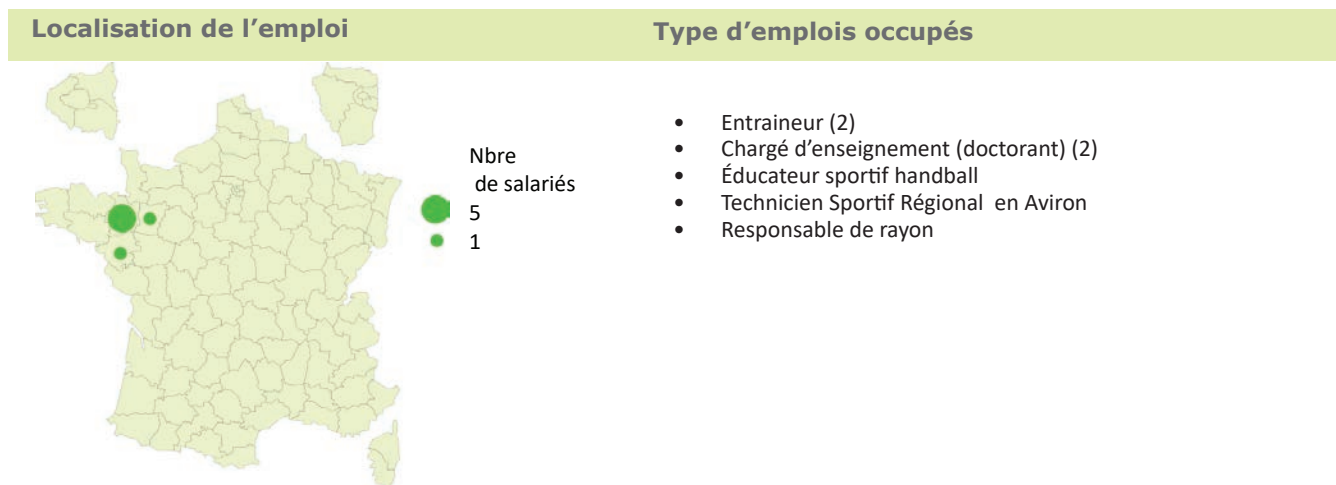 Localisation de l’emploi
Nbre
de salariés
5
1
Type d’emplois occupés
• Entraineur (2)
• Chargé d’enseignement (doctorant) (2)
• Éducateur sportif handball
• Technicien Sportif Régional en Aviron
• Responsable de rayon